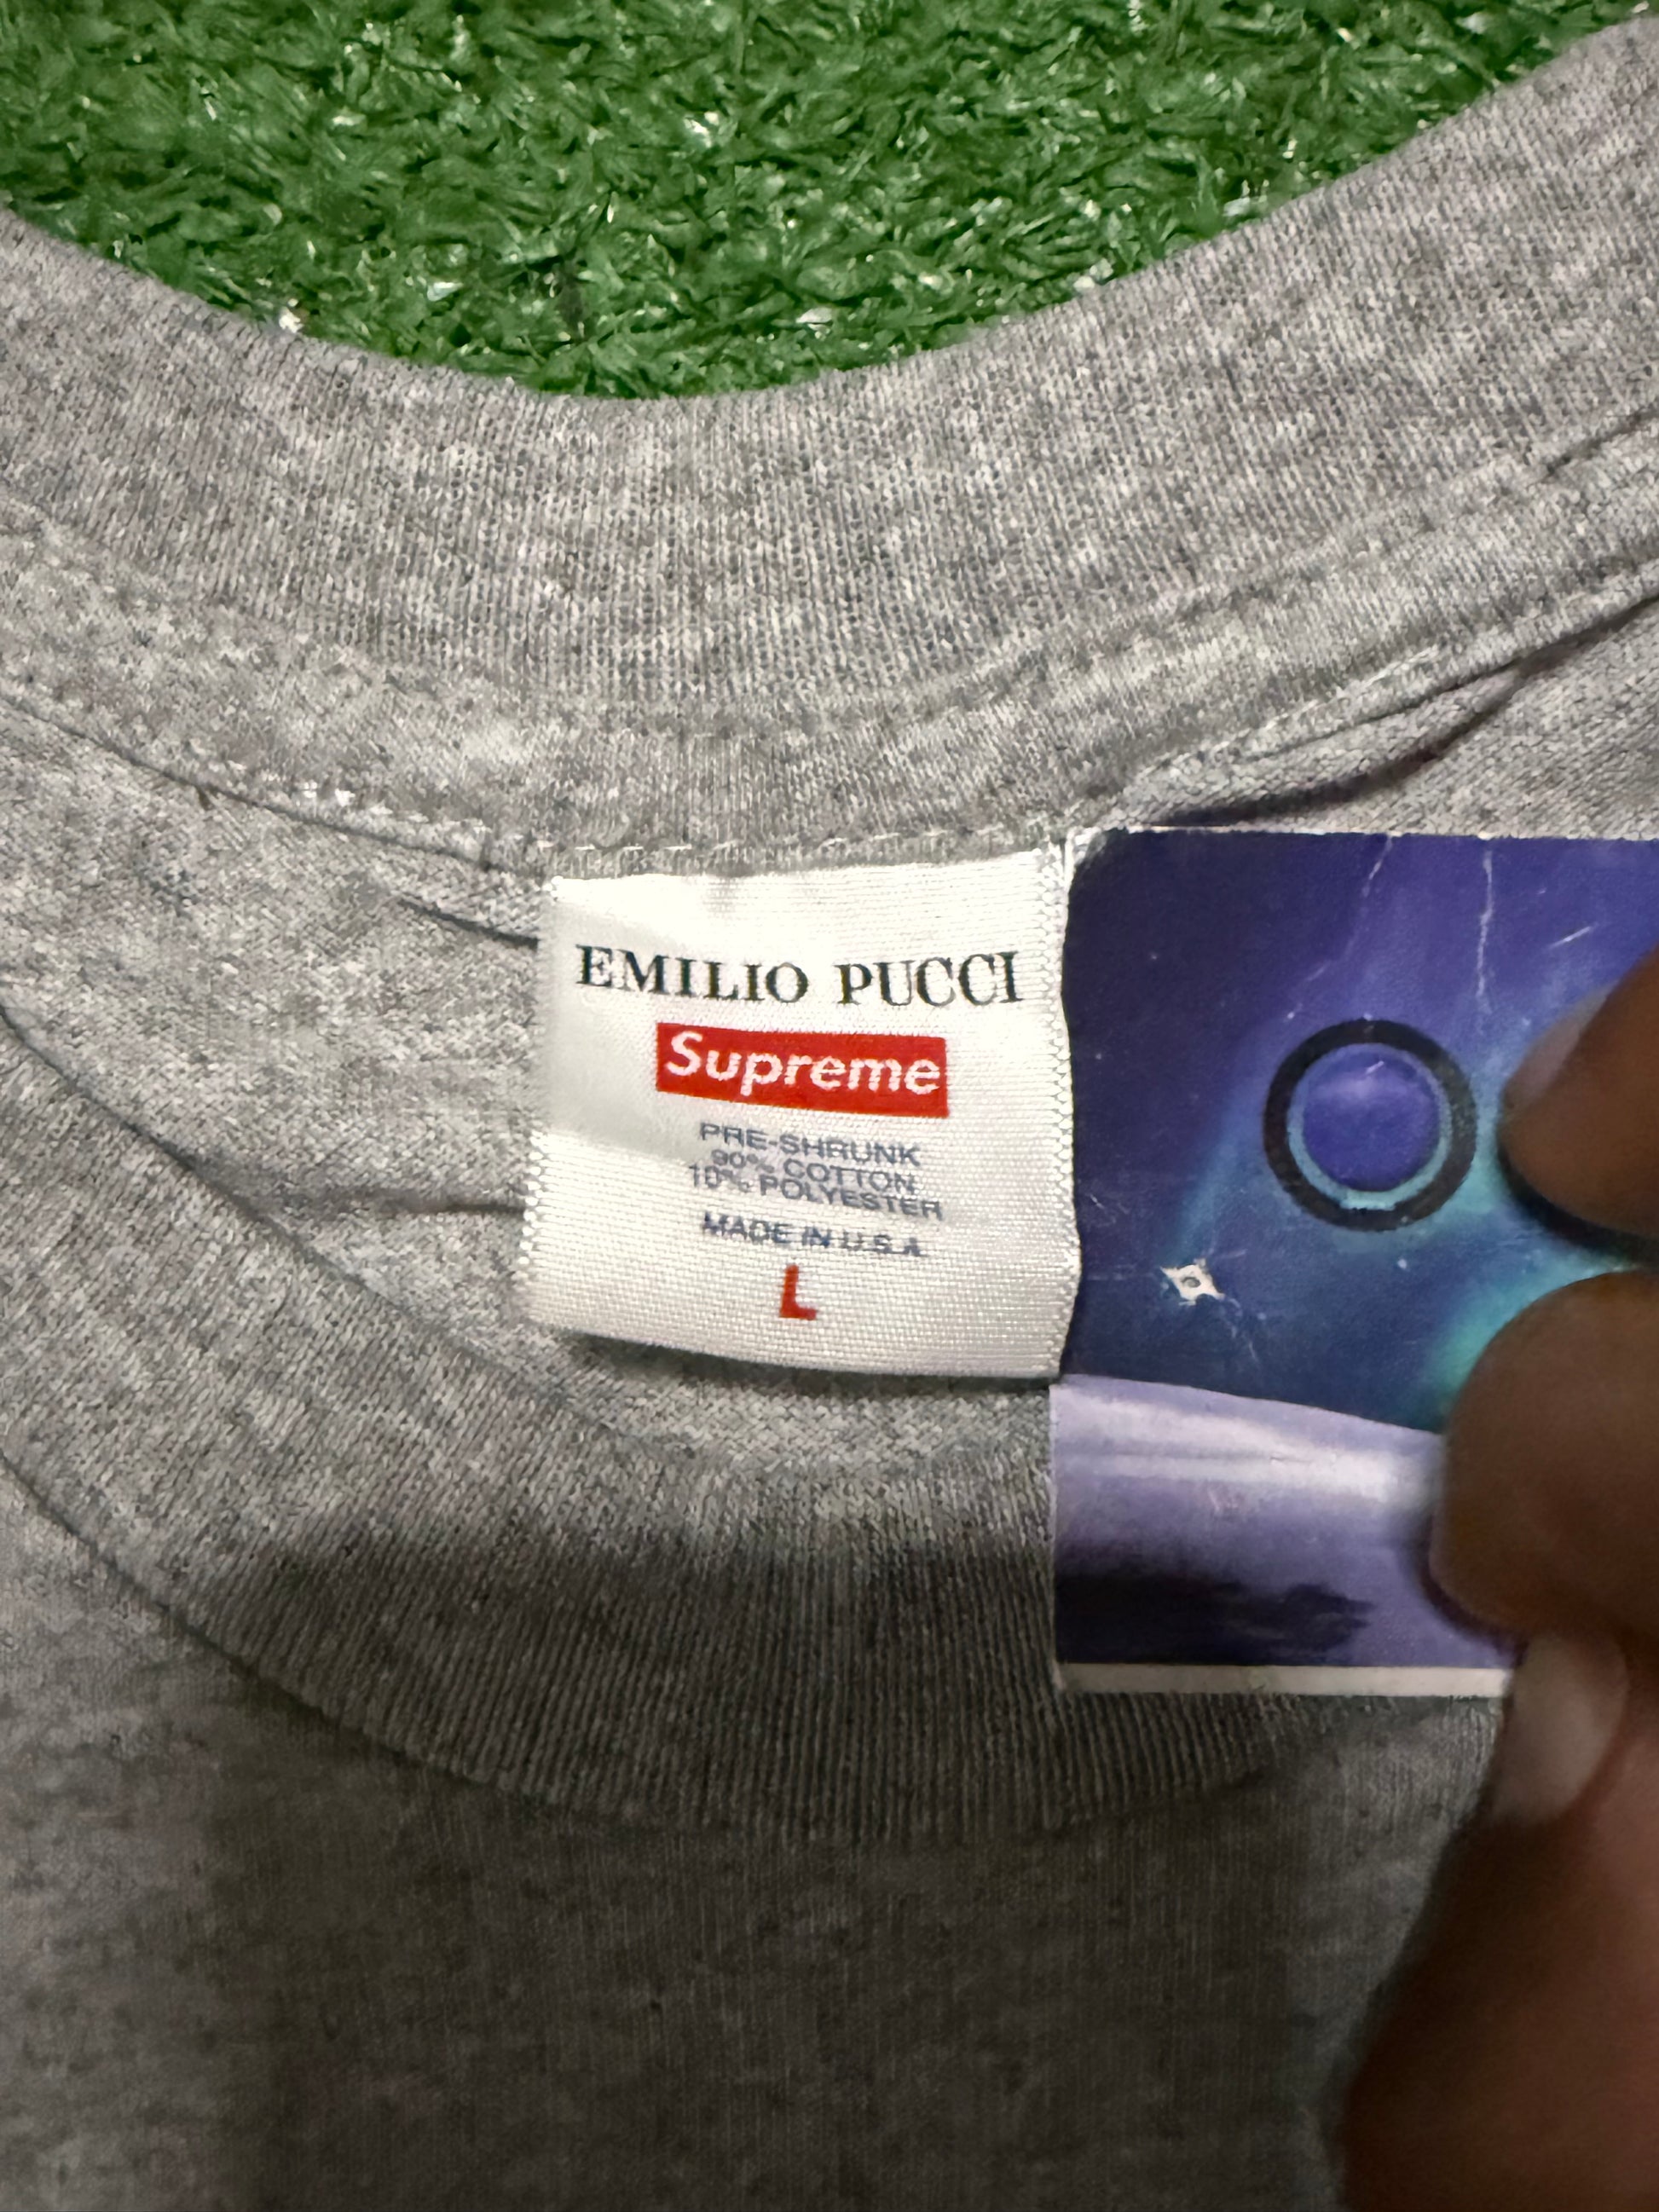 EMILIO PUCCI
Supreme
PRE-SHRUNK
90% COTTON
10% POLYESTER
MADE IN U.S.A.
L